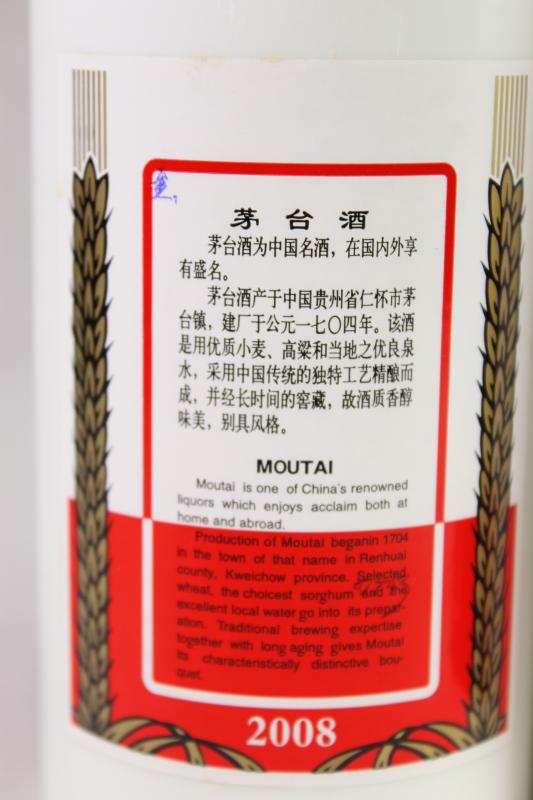 茅台酒
茅台酒为中国名酒，在国内外享
有盛名。
茅台酒产于中国贵州省仁怀市茅
台镇，建厂于公元一七〇四年。该酒
是用优质小麦、高粱和当地之优良泉
水，采用中国传统的独特工艺精酿而
成，并经长时间的窖藏，故酒质香醇
味美，别具风格。
MOUTAI
Moutai is one of China's renowned
liquors which enjoys acclaim both at
home and abroad.
Production of Moutai beganin 1704
in the town of that name in Renhuai
county, Kweichow province. Selected
wheat, the choicest sorghum and the
excellent local water go into its prepar-
ation. Traditional brewing expertise
together with long aging gives Moutai
its characteristically distinctive bou-
quet.
2008